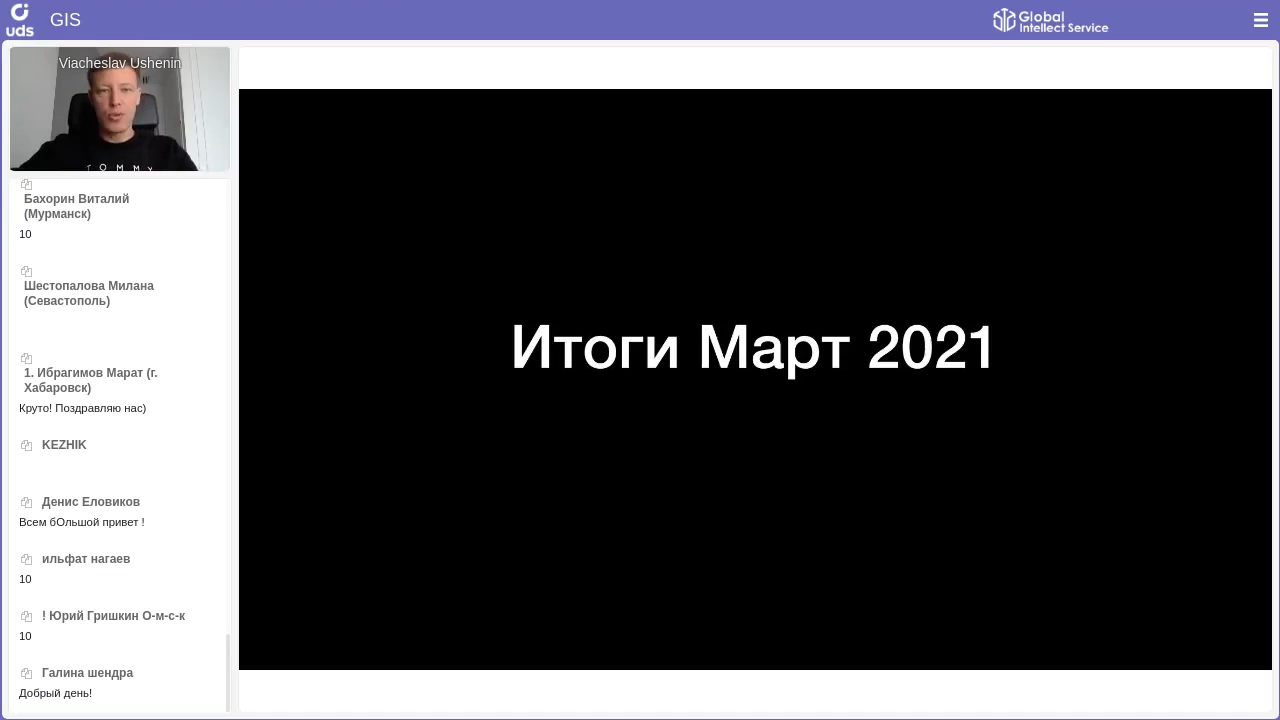 uds
GIS
Global
Intellect Service
Viacheslav Ushenin
TOMMY
Бахорин Виталий
(Мурманск)
10
Шестопалова Милана
(Севастополь)
1. Ибрагимов Марат (г.
Хабаровск)
Круто! Поздравляю нас)
KEZHIK
Денис Еловиков
Всем бОльшой привет !
ильфат нагаев
10
! Юрий Гришкин О-м-с-к
10
Галина шендра
Добрый день!
Итоги Март 2021